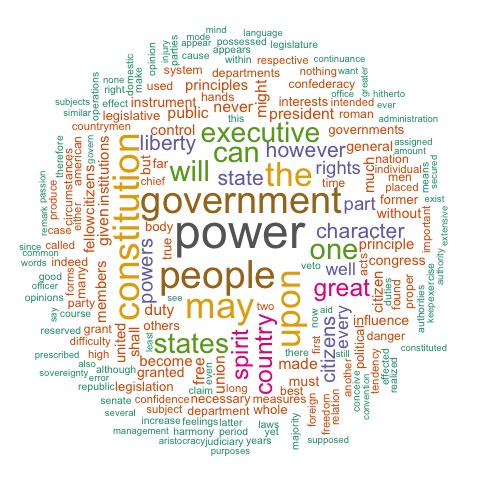 mind language
mode possessed
opinion appear legislature
injury parties cause appears within respective continuance
domestic make system departments nothing want greater
none used principles confederacy office hitherto
operations right never might interests intended ever
subjects effect instrument hands president roman administration
similar legislative public this governments
countrymen control executive general assigned
therefore govern american liberty can however nation amount
citizens institutions but will rights much individual means secured
remark passion circumstances far state the men
either fellow given chief time placed exist
produce constitution government part former without
case body character important extensive
since called powers true power one principle acts congress authority
common forms many people veto well citizen found proper exercise
words indeed members see great duties authorities keep
good party may upon influence
officer duty two now aid citizens every danger constituted
opinions grant united others least states spirit country there first still political tendency effected realized
say cause
reserved shall become free union made another conceive convention
difficulty granted claim even long must
prescribed high best
also although legislation confidence necessary measures foreign freedom relation
sovereignty error republic
senate subject department whole majority supposed
several increase feelings latter laws
management harmony period yet
aristocracy judiciary years
purposes